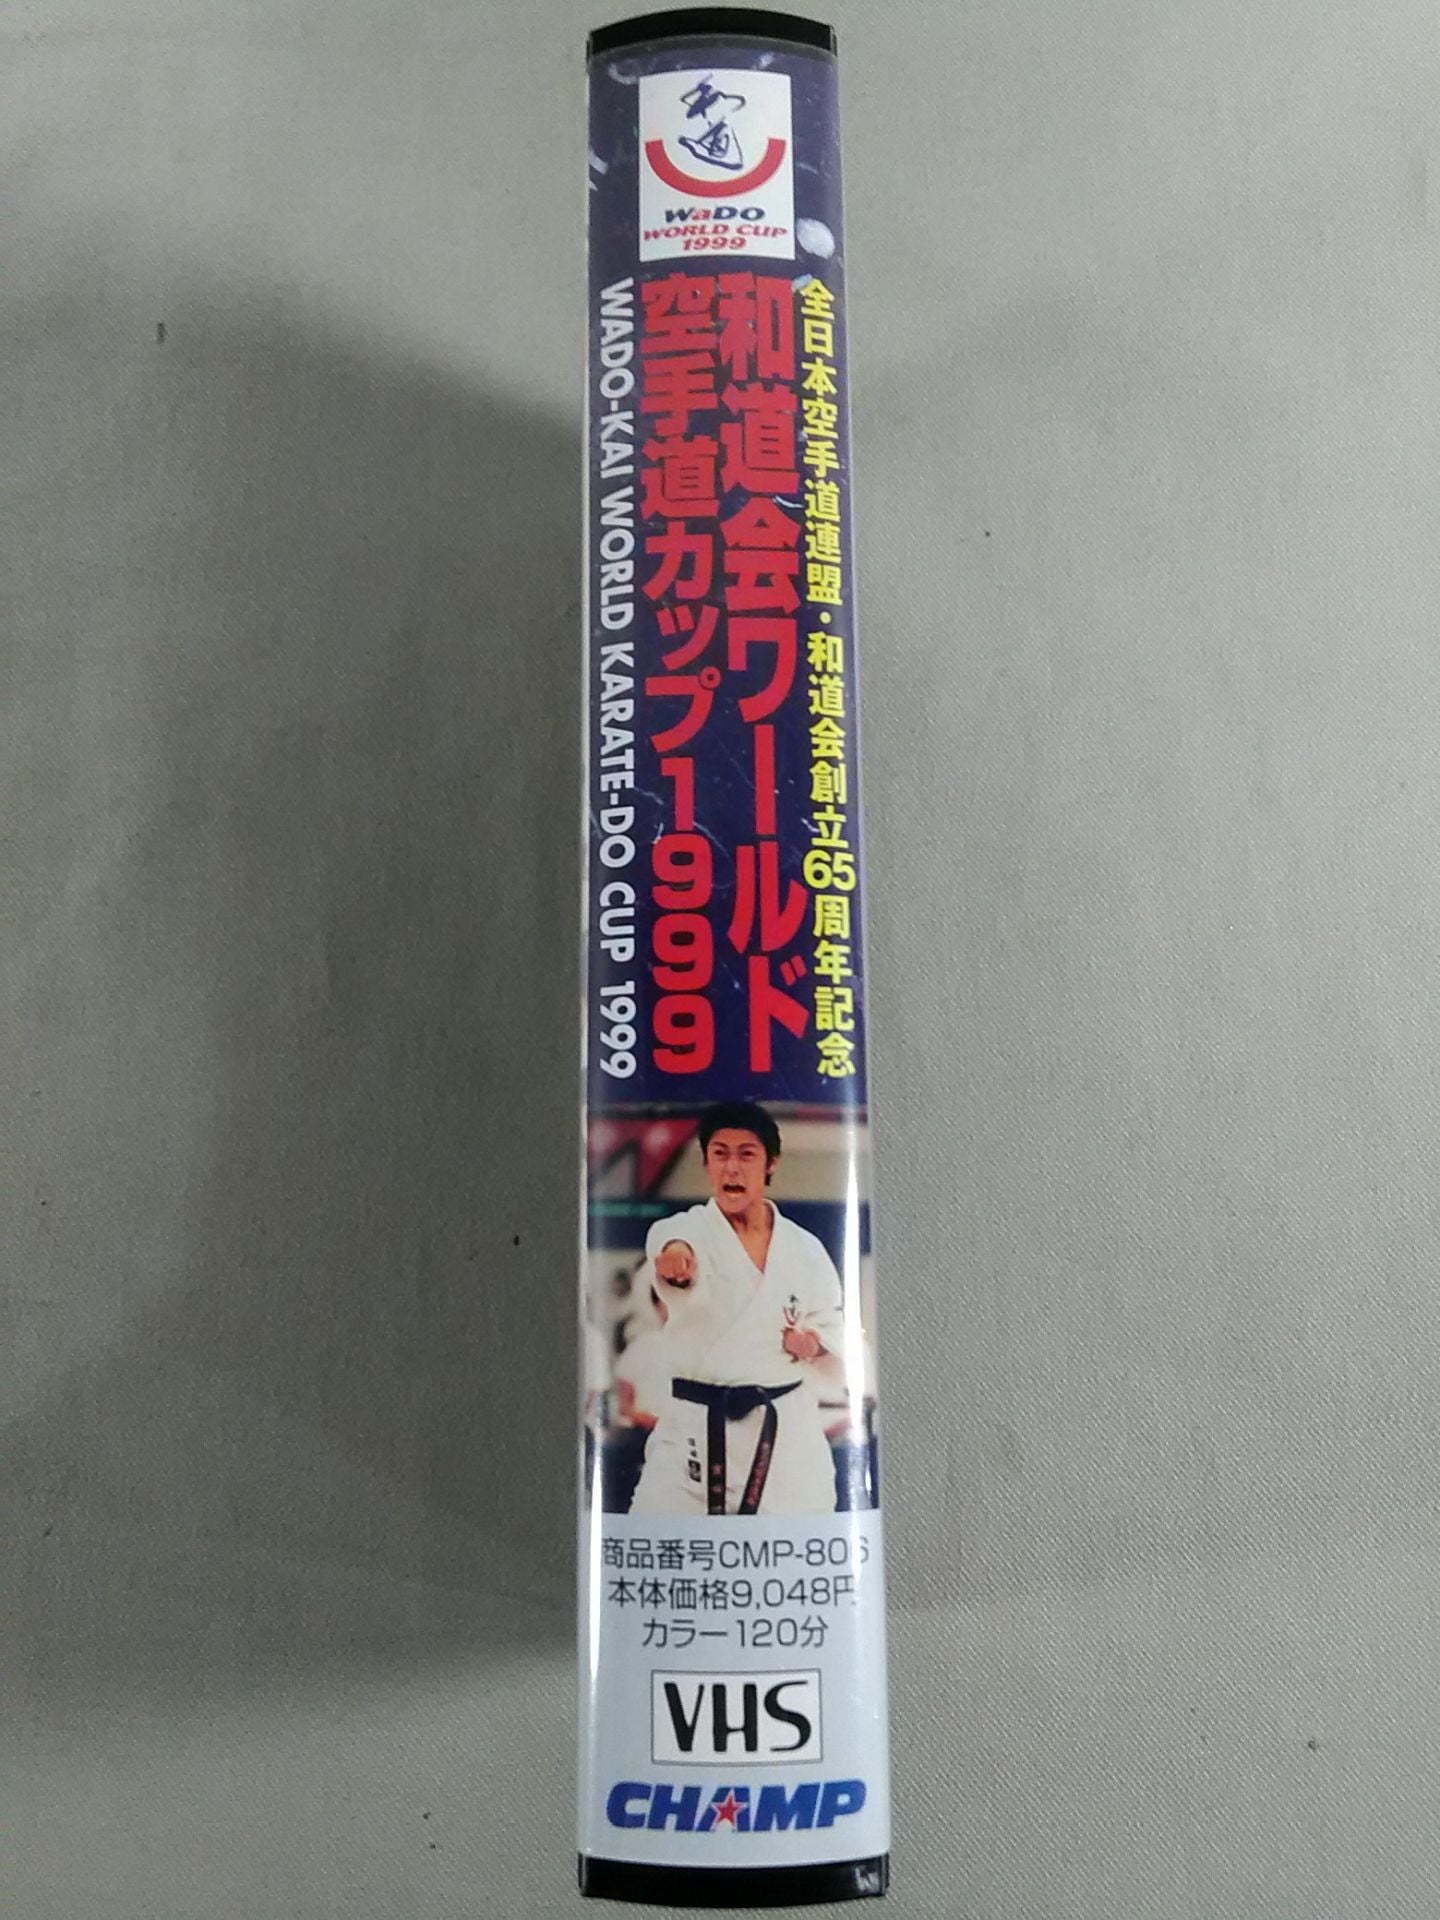 和道
WaDO
WORLD CUP
1999
全日本空手道連盟・和道会創立65周年記念
和道会ワールド
空手道カップ1999
WADO-KAI WORLD KARATE-DO CUP 1999
商品番号CMP-806
本体価格9,048円
カラー120分
VHS
CHAMP